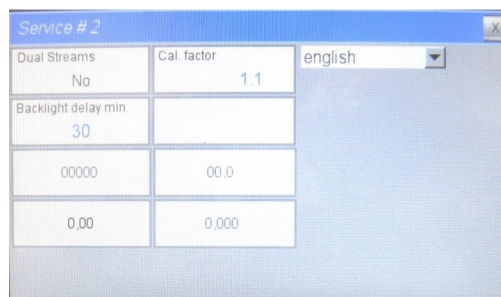 Service # 2
X
Dual Streams
No
Cal. factor
1.1
english
Backlight delay min.
30
00000
00,0
0,00
0,000